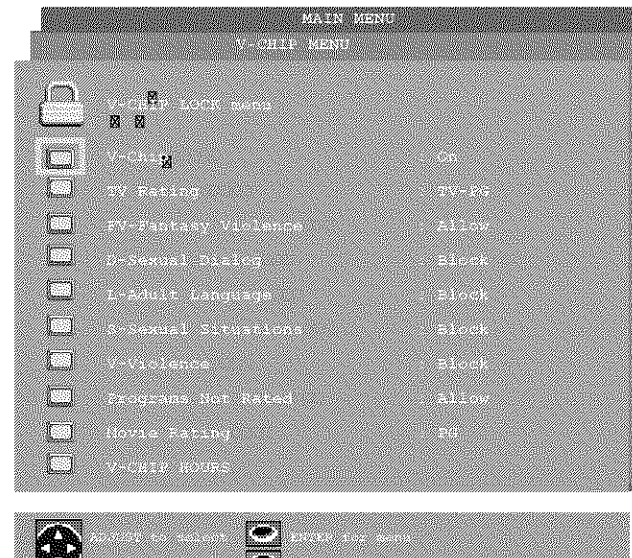 MAIN MENU
V-CHIP MENU
V-CHIP LOCK menu
V-Chip : On
TV Rating : TV-PG
FV-Fantasy Violence : Allow
D-Sexual Dialog : Block
L-Adult Language : Block
S-Sexual Situations : Block
V-Violence : Block
Programs Not Rated : Allow
Movie Rating : PG
V-CHIP HOURS
ADJUST to select ENTER for menu